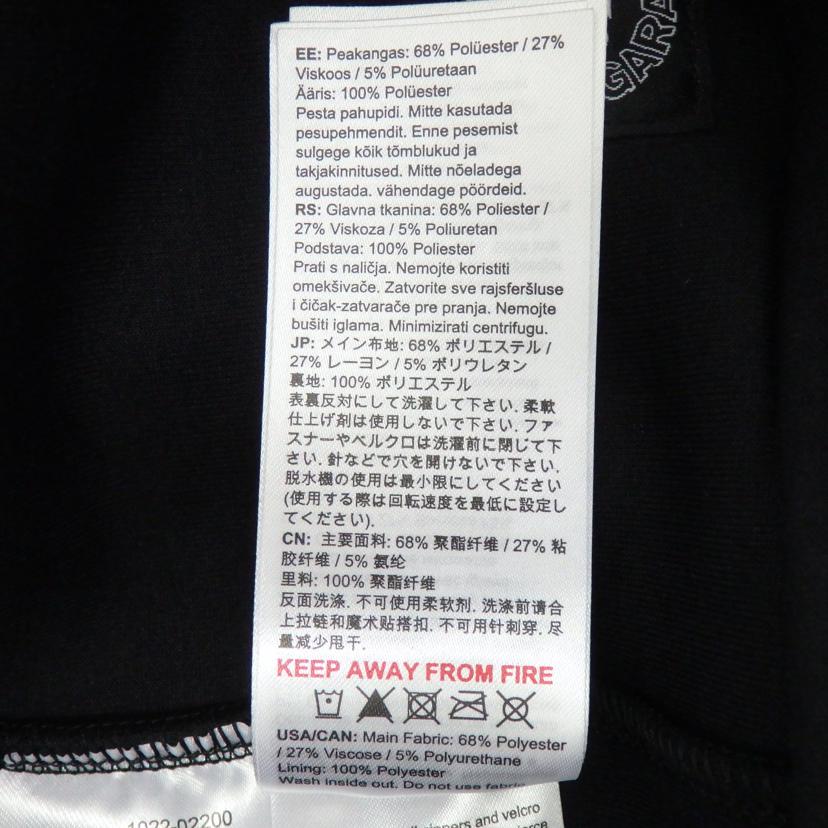 GARA
EE: Peakangas: 68% Polüester / 27%
Viskoos / 5% Polüuretaan
Ääris: 100% Polüester
Pesta pahupidi. Mitte kasutada
pesupehmendit. Enne pesemist
sulgege kõik tõmblukud ja
takjakinnitused. Mitte nõeladega
augustada. vähendage pöördeid.
RS: Glavna tkanina: 68% Poliester /
27% Viskoza / 5% Poliuretan
Podstava: 100% Poliester
Prati s naličja. Nemojte koristiti
omekšivače. Zatvorite sve rajsferšluse
i čičak-zatvarače pre pranja. Nemojte
bušiti iglama. Minimizirati centrifugu.
JP: メイン布地: 68% ポリエステル /
27% レーヨン / 5% ポリウレタン
裏地: 100% ポリエステル
表裏反対にして洗濯して下さい. 柔軟
仕上げ剤は使用しないで下さい. ファ
スナーやベルクロは洗濯前に閉じて下
さい. 針などで穴を開けないで下さい.
脱水機の使用は最小限にしてください
(使用する際は回転速度を最低に設定し
てください).
CN: 主要面料: 68% 聚酯纤维 / 27% 粘
胶纤维 / 5% 氨纶
里料: 100% 聚酯纤维
反面洗涤. 不可使用柔软剂. 洗涤前请合
上拉链和魔术贴搭扣. 不可用针刺穿. 尽
量减少甩干.
KEEP AWAY FROM FIRE
USA/CAN: Main Fabric: 68% Polyester
/ 27% Viscose / 5% Polyurethane
Lining: 100% Polyester
Wash inside out. Do not use fabric
1022-02200
and velcro